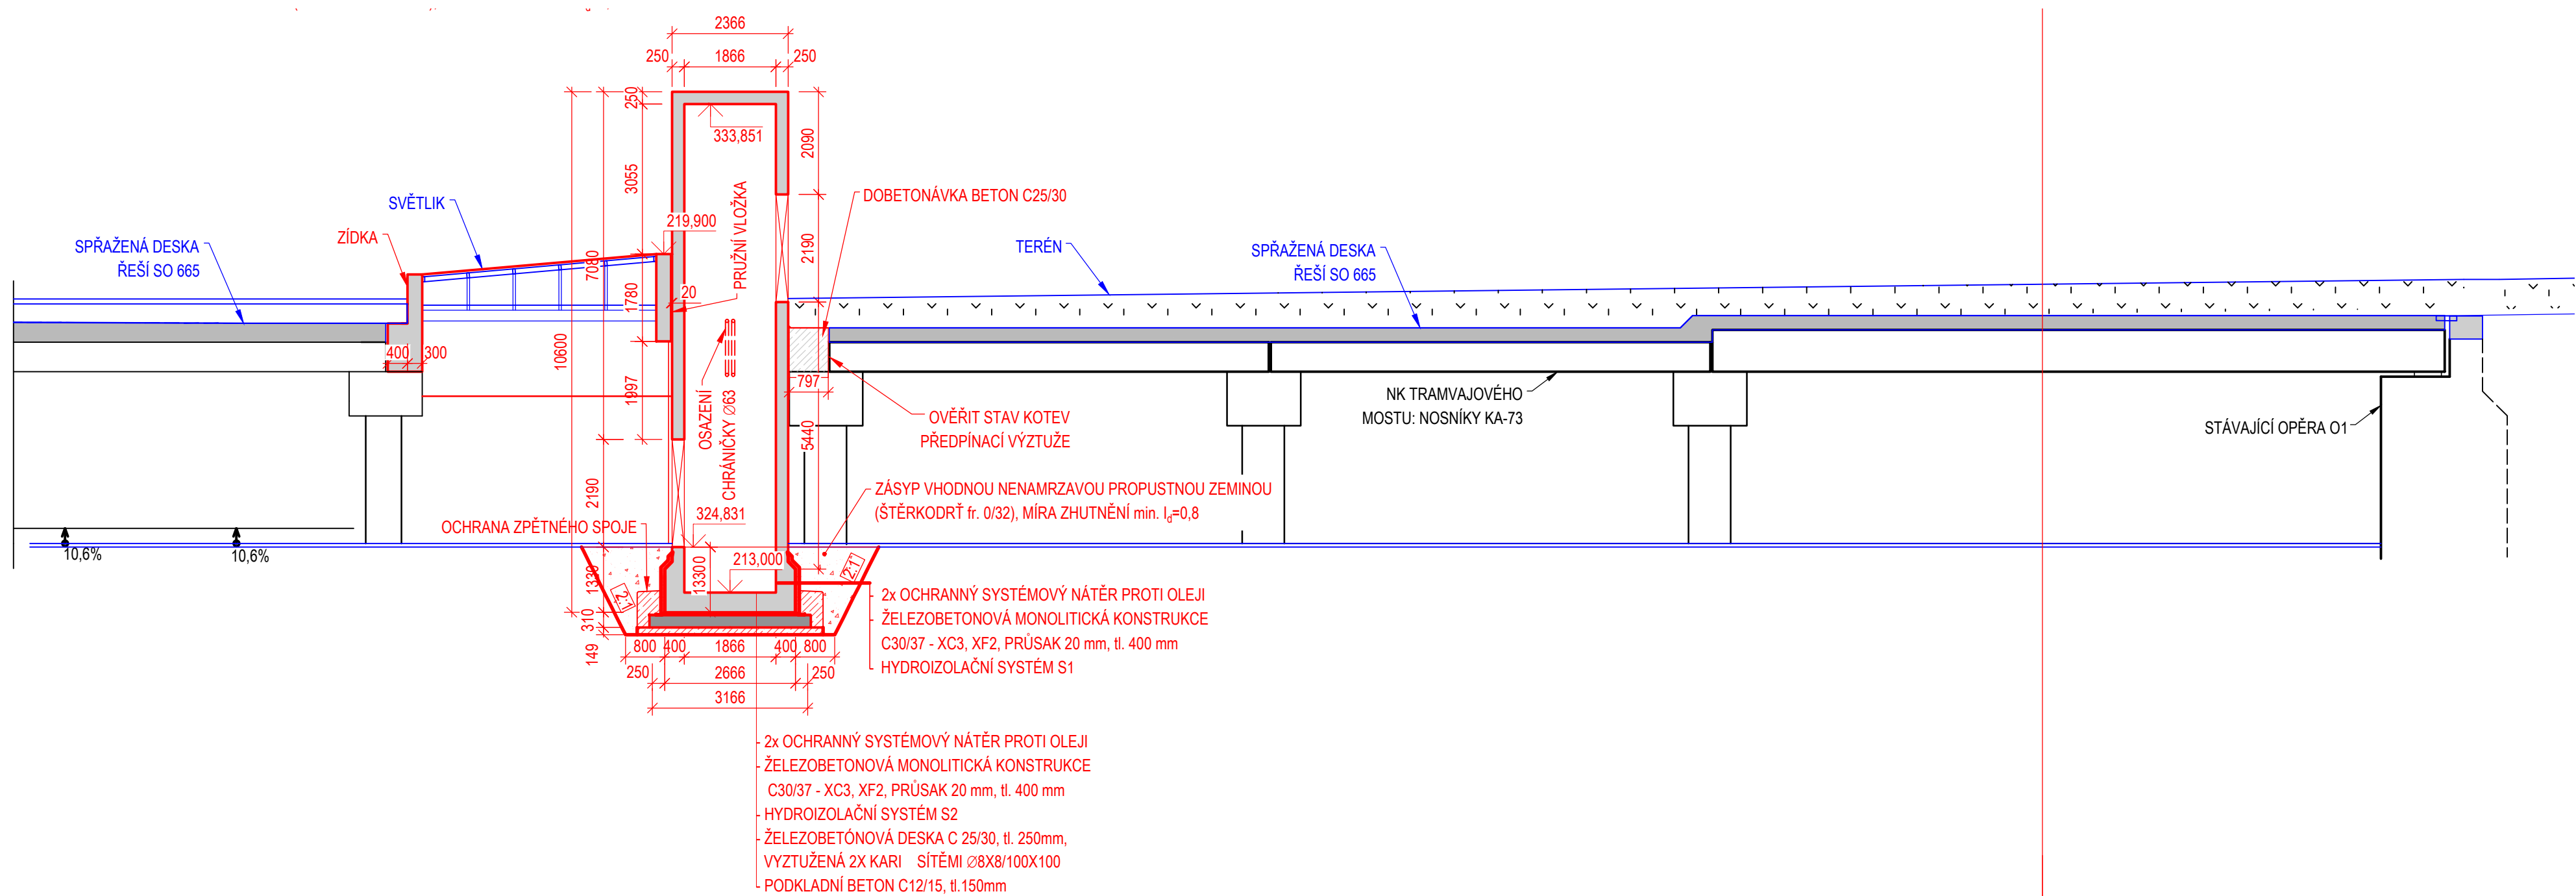 2366
250
1866
250
250
333,851
2090
3055
PRUŽNÍ VLOŽKA
DOBETONÁVKA BETON C25/30
SVĚTLIK
219,900
ZÍDKA
SPŘAŽENÁ DESKA
ŘEŠÍ SO 665
TERÉN
SPŘAŽENÁ DESKA
ŘEŠÍ SO 665
2190
7080
1780
20
10600
400
300
1997
OSAZENÍ
CHRÁNIČKY Ø63
797
NK TRAMVAJOVÉHO
MOSTU: NOSNÍKY KA-73
OVĚŘIT STAV KOTEV
PŘEDPÍNACÍ VÝZTUŽE
5440
STÁVAJÍCÍ OPĚRA O1
2190
ZÁSYP VHODNOU NENAMRZAVOU PROPUSTNOU ZEMINOU
(ŠTĚRKODRŤ fr. 0/32), MÍRA ZHUTNĚNÍ min. Id=0,8
324,831
OCHRANA ZPĚTNÉHO SPOJE
10,6%
10,6%
213,000
1330
13300
2:1
2:1
310
149
- 2x OCHRANNÝ SYSTÉMOVÝ NÁTĚR PROTI OLEJI
- ŽELEZOBETONOVÁ MONOLITICKÁ KONSTRUKCE
C30/37 - XC3, XF2, PRŮSAK 20 mm, tl. 400 mm
- HYDROIZOLAČNÍ SYSTÉM S1
800
400
1866
400
800
250
2666
250
3166
- 2x OCHRANNÝ SYSTÉMOVÝ NÁTĚR PROTI OLEJI
- ŽELEZOBETONOVÁ MONOLITICKÁ KONSTRUKCE
C30/37 - XC3, XF2, PRŮSAK 20 mm, tl. 400 mm
- HYDROIZOLAČNÍ SYSTÉM S2
- ŽELEZOBETÓNOVÁ DESKA C 25/30, tl. 250mm,
VYZTUŽENÁ 2X KARI SÍTĚMI Ø8X8/100X100
- PODKLADNÍ BETON C12/15, tl.150mm